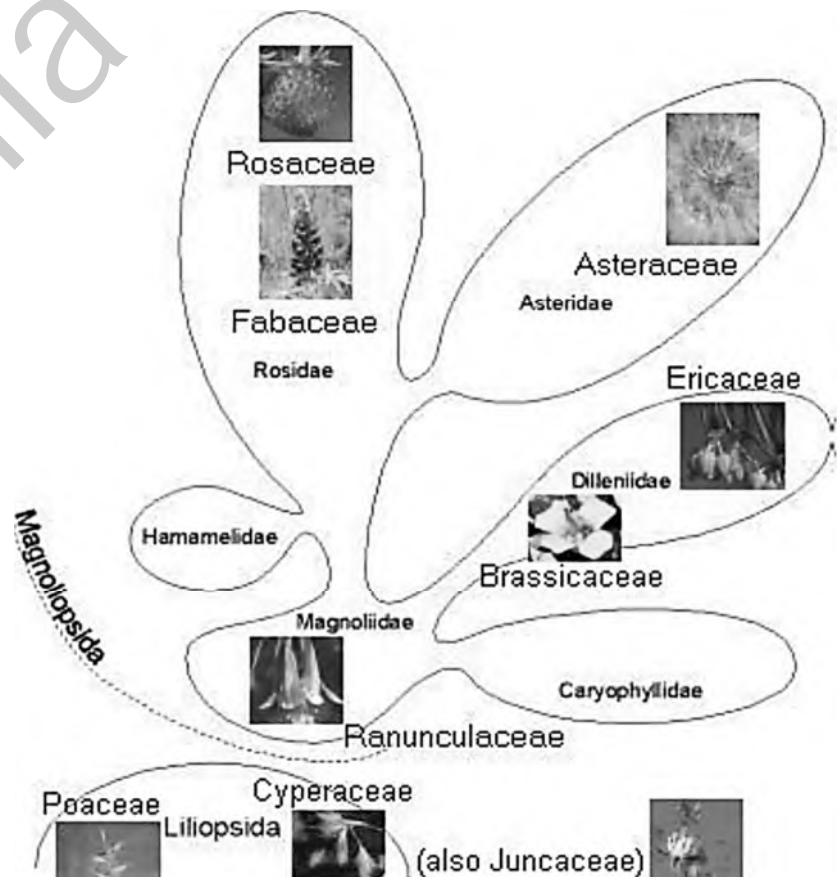 Rosaceae
Fabaceae
Rosidae
Asteraceae
Asteridae
Ericaceae
Dilleniidae
Brassicaceae
Hamamelidae
Magnoliopsida
Magnoliidae
Caryophyllidae
Ranunculaceae
Poaceae
Cyperaceae
Liliopsida
(also Juncaceae)